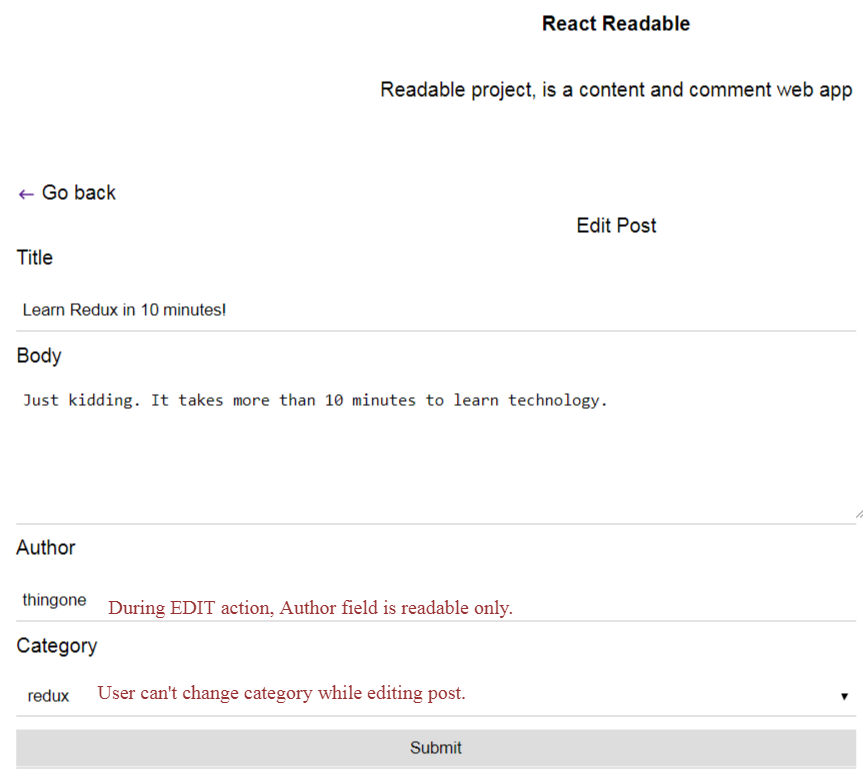 React Readable
Readable project, is a content and comment web app
← Go back
Edit Post
Title
Learn Redux in 10 minutes!
Body
Just kidding. It takes more than 10 minutes to learn technology.
Author
thingone During EDIT action, Author field is readable only.
Category
redux User can't change category while editing post.
Submit